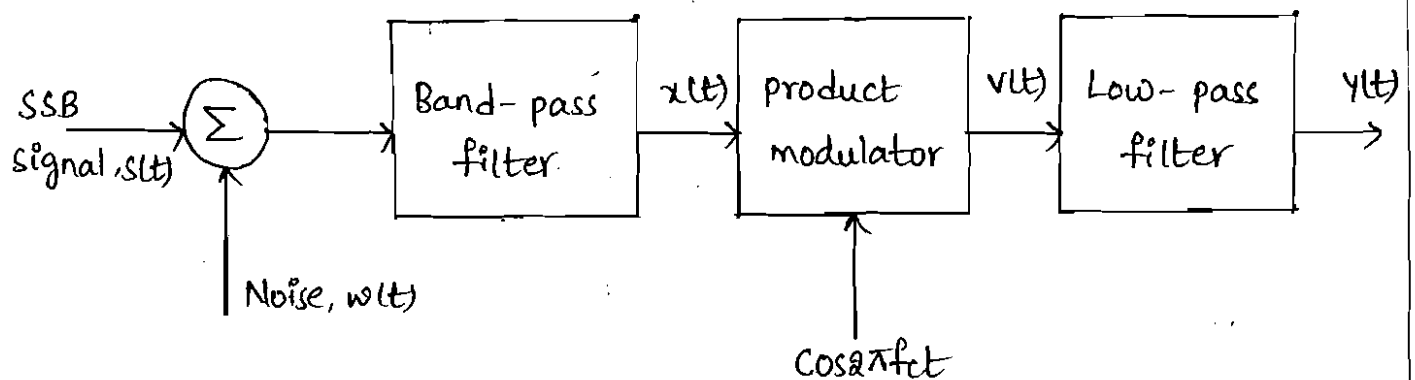 SSB
Signal, s(t)
Σ
Noise, w(t)
Band-pass
filter
x(t)
product
modulator
Cos2πfct
v(t)
Low-pass
filter
y(t)